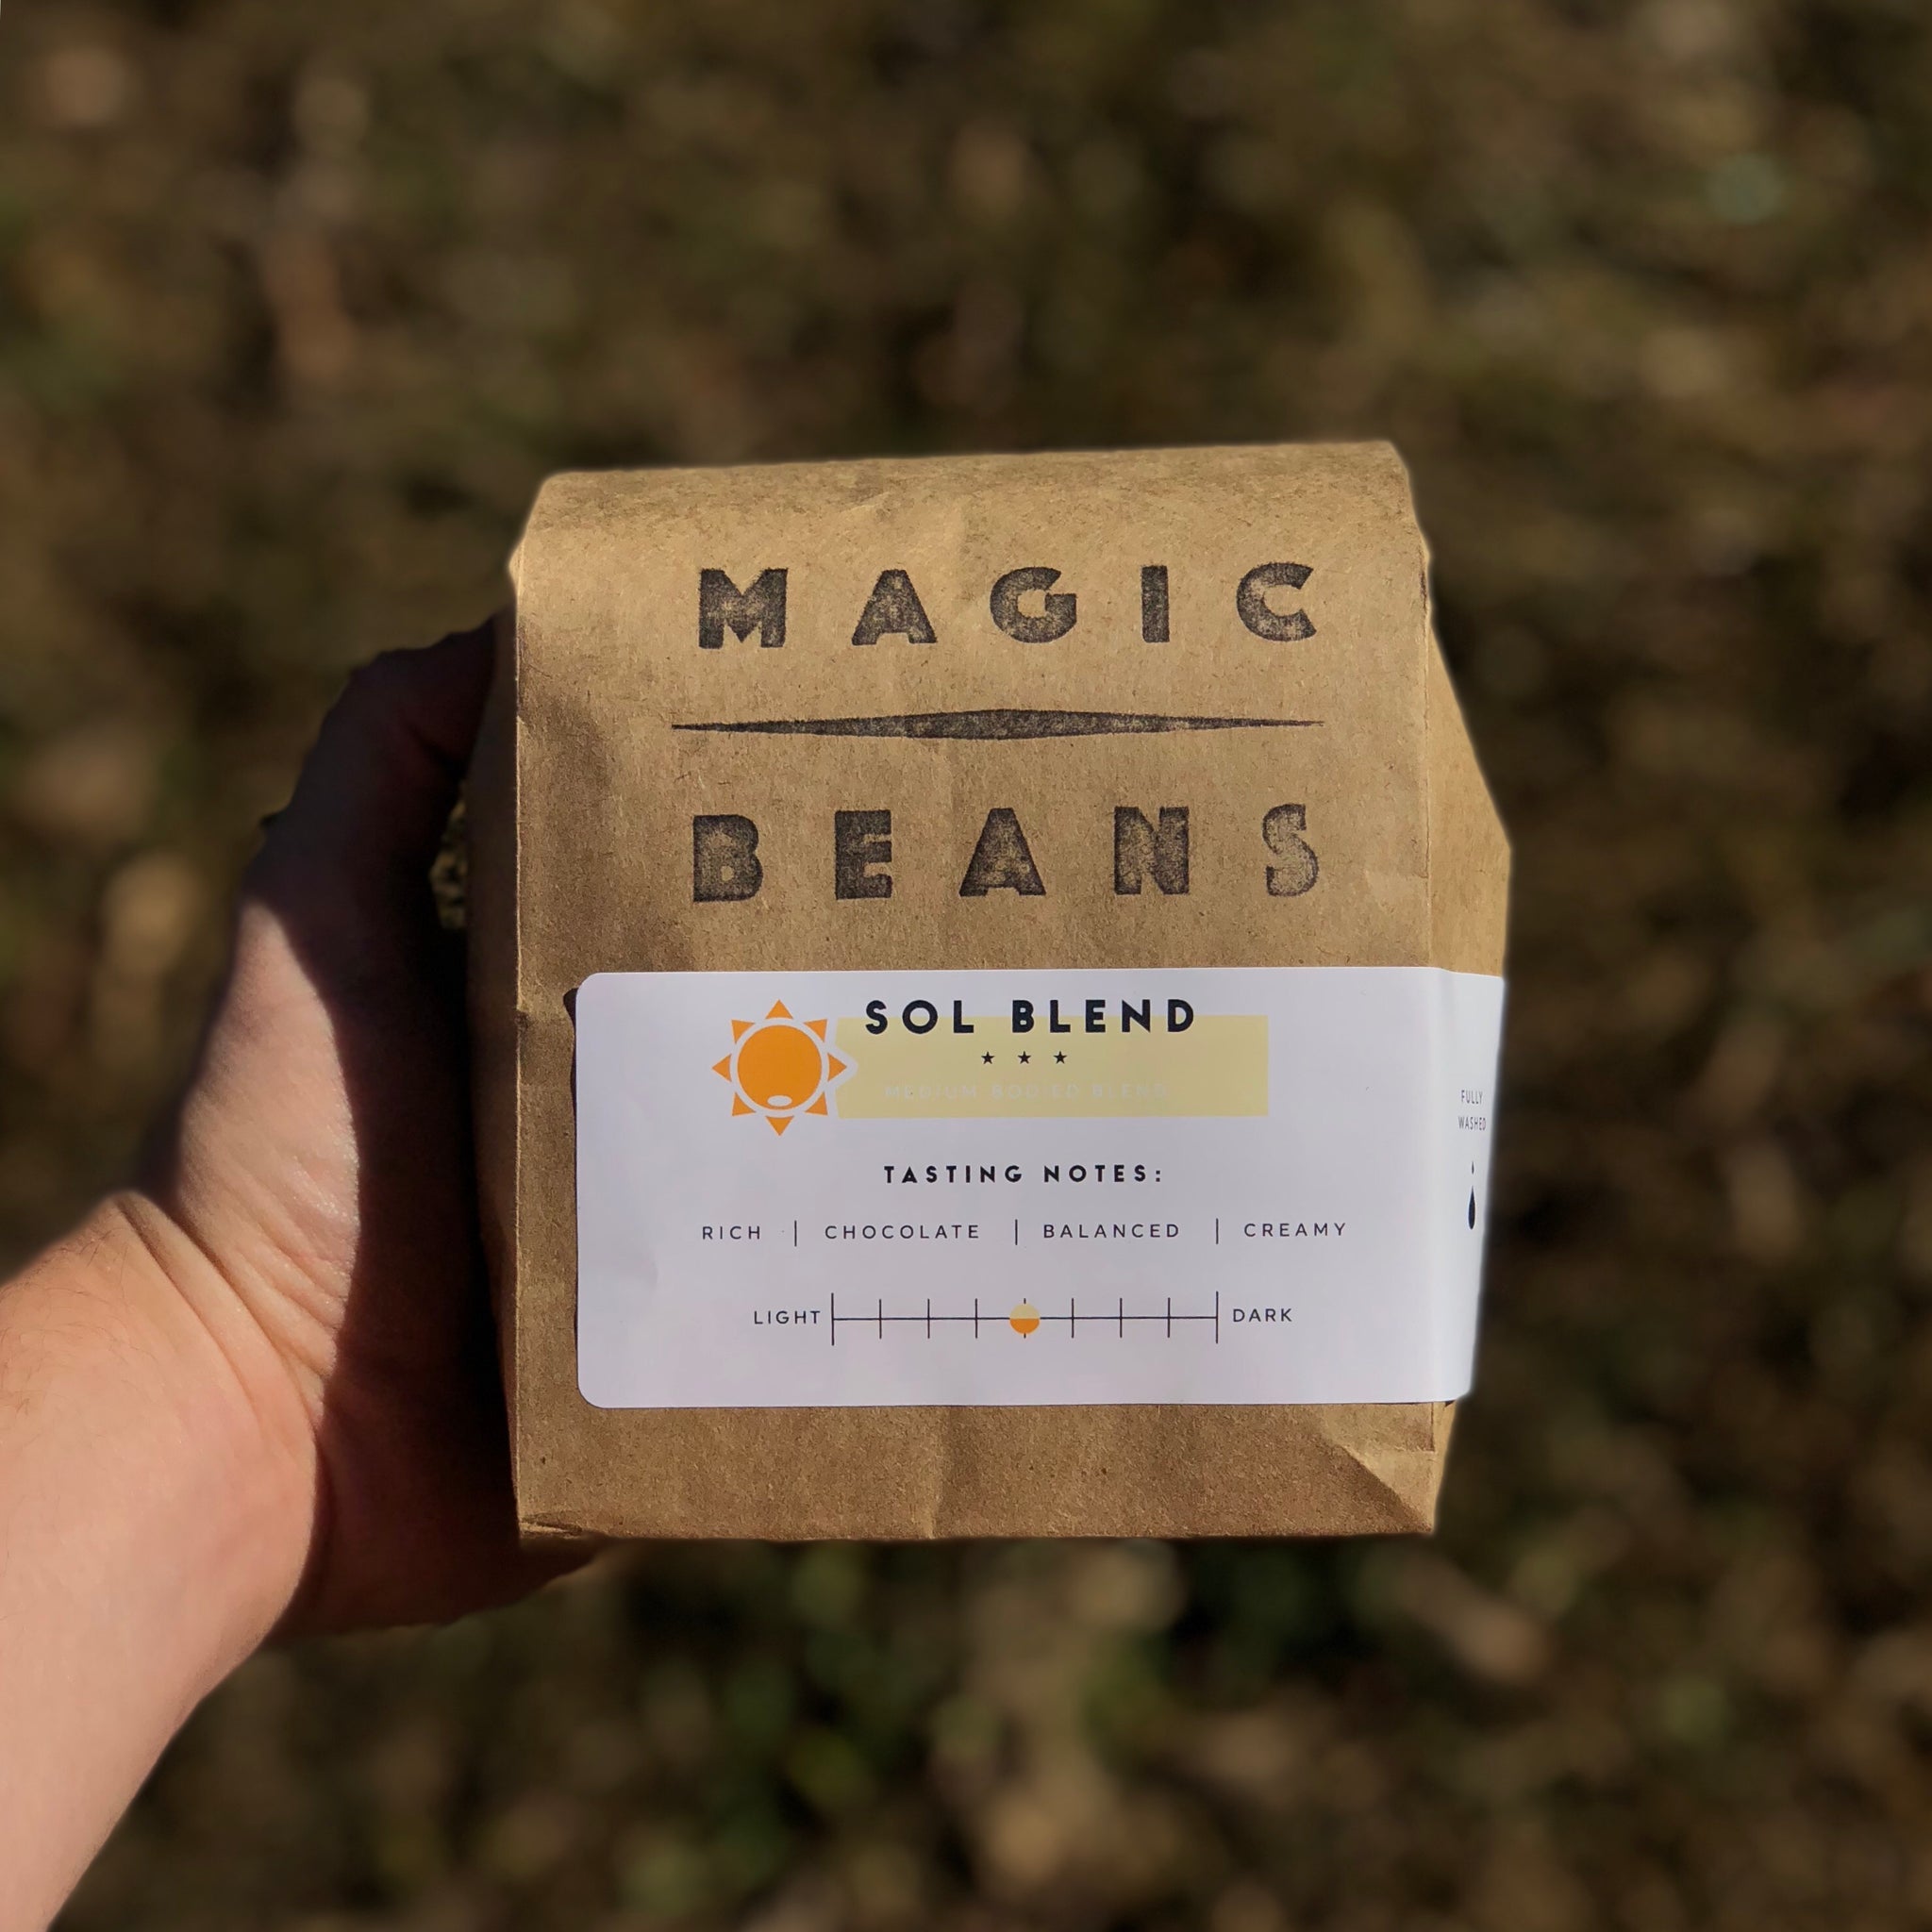 MAGIC
BEANS
SOL BLEND
MEDIUM BODIED BLEND
TASTING NOTES:
RICH | CHOCOLATE | BALANCED | CREAMY
LIGHT DARK
FULLY
WASHED